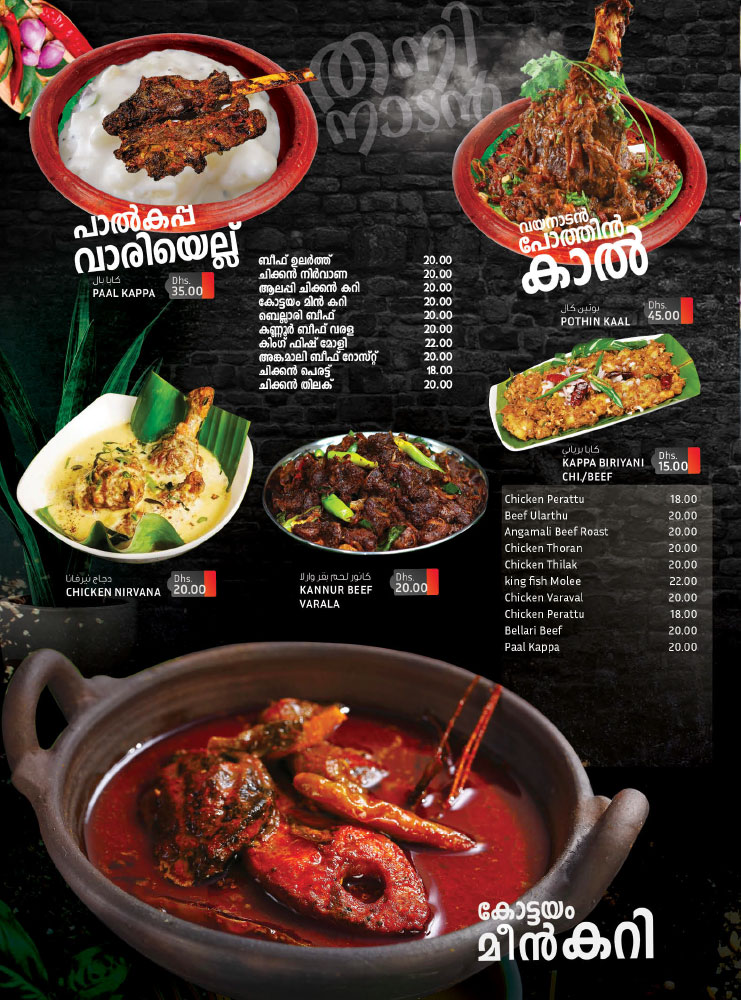 തനി
നാടൻ
പാൽകപ്പ
വാരിയെല്ല്
كابا بال
PAAL KAPPA
Dhs.
35.00
വയനാടൻ
പോത്തിൻ
കാൽ
بوتين كال
POTHIN KAAL
Dhs.
45.00
ബീഫ് ഉലർത്ത് 20.00
ചിക്കൻ നിർവാണ 20.00
ആലപ്പി ചിക്കൻ കറി 20.00
കോട്ടയം മീൻ കറി 20.00
ബെല്ലാരി ബീഫ് 20.00
കണ്ണൂർ ബീഫ് വരള 20.00
കിംഗ് ഫിഷ് മോളി 22.00
അങ്കമാലി ബീഫ് റോസ്റ്റ് 20.00
ചിക്കൻ പെരട്ട് 18.00
ചിക്കൻ തിലക് 20.00
كابا برياني
KAPPA BIRIYANI
CHI./BEEF
Dhs.
15.00
دجاج نيرفانا
CHICKEN NIRVANA
Dhs.
20.00
كانور لحم بقر وارلا
KANNUR BEEF
VARALA
Dhs.
20.00
Chicken Perattu 18.00
Beef Ularthu 20.00
Angamali Beef Roast 20.00
Chicken Thoran 20.00
Chicken Thilak 20.00
king fish Molee 22.00
Chicken Varaval 20.00
Chicken Perattu 18.00
Bellari Beef 20.00
Paal Kappa 20.00
കോട്ടയം
മീൻകറി